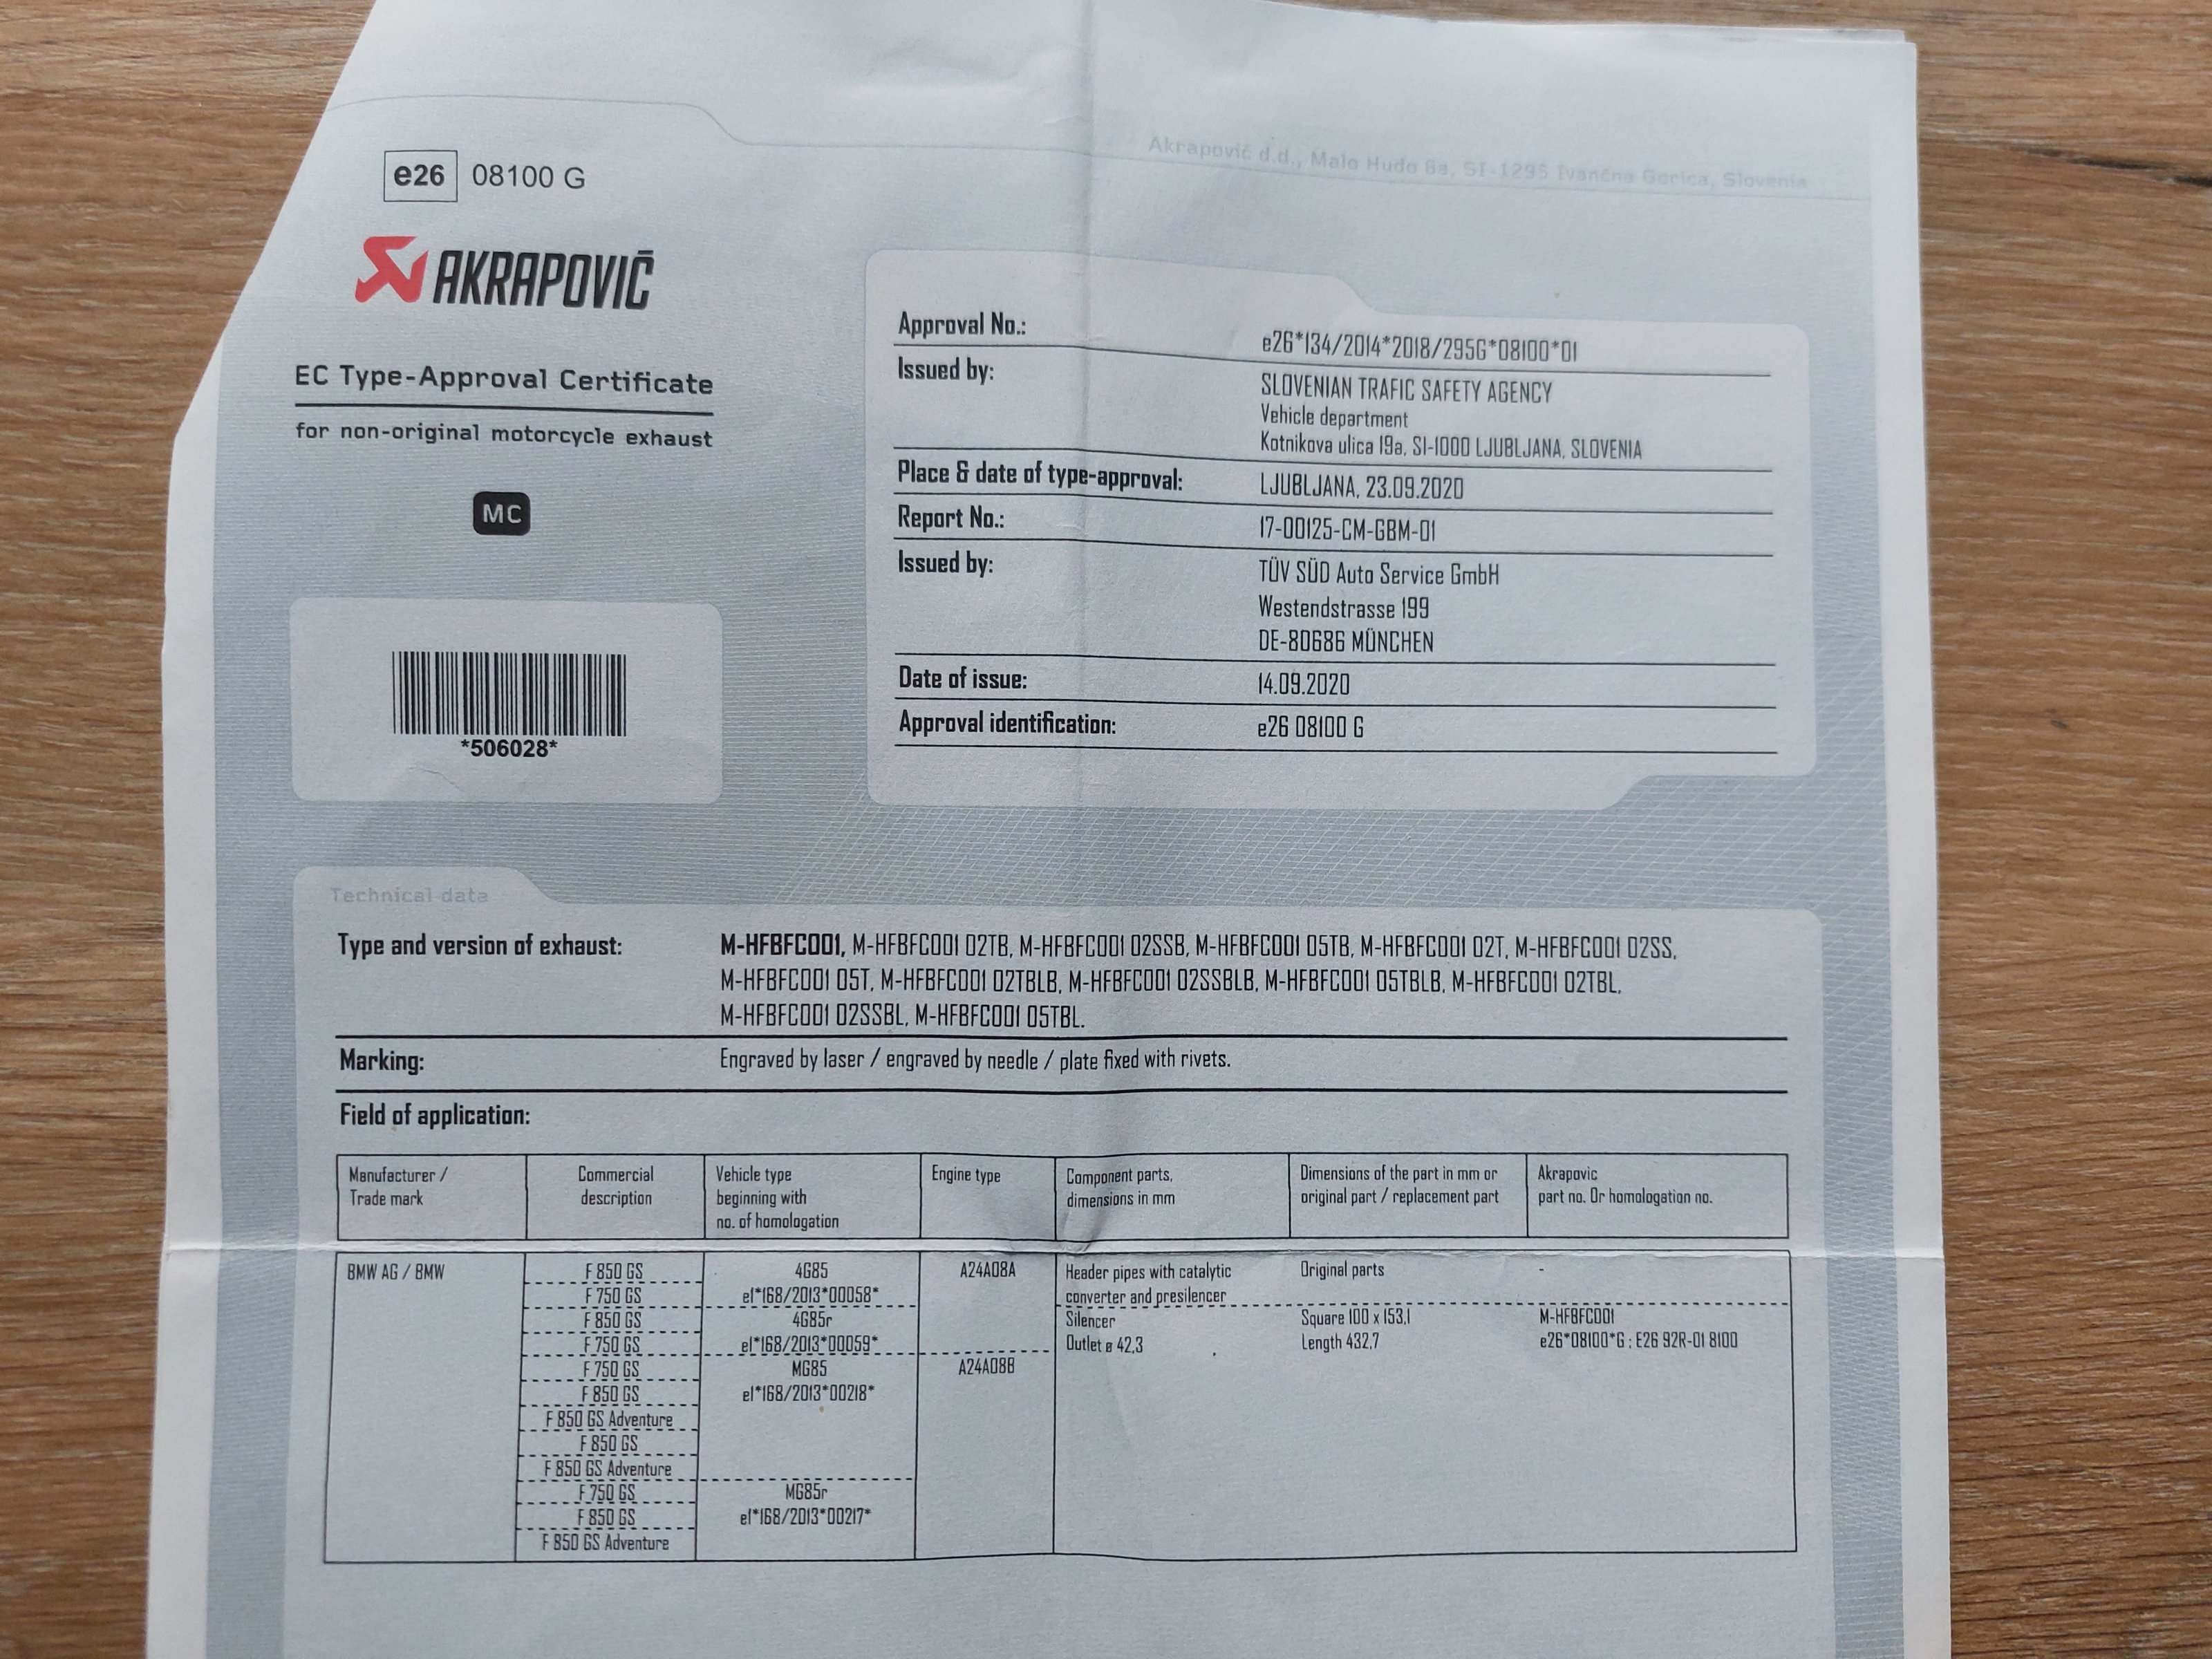 Akrapovič d.d., Malo Hudo 8a, SI-1295 Ivančna Gorica, Slovenia
e26 08100 G
AKRAPOVIČ
EC Type-Approval Certificate
for non-original motorcycle exhaust
MC
*506028*
Approval No.: e26*134/2014*2018/295G*08100*01
Issued by: SLOVENIAN TRAFIC SAFETY AGENCY
Vehicle department
Kotnikova ulica 19a, SI-1000 LJUBLJANA, SLOVENIA
Place & date of type-approval: LJUBLJANA, 23.09.2020
Report No.: 17-00125-CM-GBM-01
Issued by: TÜV SÜD Auto Service GmbH
Westendstrasse 199
DE-80686 MÜNCHEN
Date of issue: 14.09.2020
Approval identification: e26 08100 G
Technical data
Type and version of exhaust: M-HFBFC001, M-HFBFC001 02TB, M-HFBFC001 02SSB, M-HFBFC001 05TB, M-HFBFC001 02T, M-HFBFC001 02SS,
M-HFBFC001 05T, M-HFBFC001 02TBLB, M-HFBFC001 02SSBLB, M-HFBFC001 05TBLB, M-HFBFC001 02TBL,
M-HFBFC001 02SSBL, M-HFBFC001 05TBL.
Marking: Engraved by laser / engraved by needle / plate fixed with rivets.
Field of application:
Manufacturer /
Trade mark
Commercial
description
Vehicle type
beginning with
no. of homologation
Engine type
Component parts,
dimensions in mm
Dimensions of the part in mm or
original part / replacement part
Akrapovic
part no. Or homologation no.
BMW AG / BMW
F 850 GS
F 750 GS
F 850 GS
F 750 GS
F 750 GS
F 850 GS
F 850 GS Adventure
F 850 GS
F 850 GS Adventure
F 750 GS
F 850 GS
F 850 GS Adventure
4G85
e1*168/2013*00058*
4G85r
e1*168/2013*00059*
MG85
e1*168/2013*00218*
MG85r
e1*168/2013*00217*
A24A08A
A24A08B
Header pipes with catalytic
converter and presilencer
Silencer
Outlet ø 42,3
Original parts
Square 100 x 153,1
Length 432,7
-
M-HFBFC001
e26*08100*G ; E26 92R-01 8100